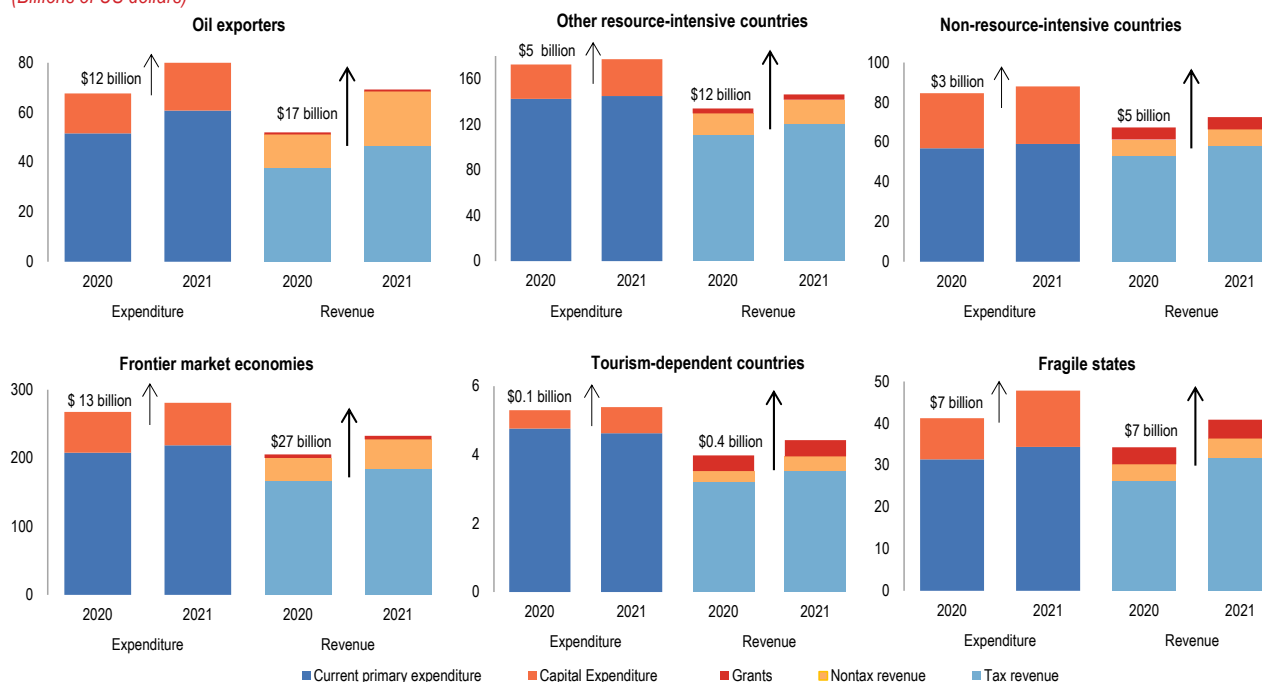 (Billions of US dollars)
Oil exporters
80
60
40
20
0
$12 billion
$17 billion
2020 2021 2020 2021
Expenditure Revenue
Other resource-intensive countries
160
120
80
40
0
$5 billion
$12 billion
2020 2021 2020 2021
Expenditure Revenue
Non-resource-intensive countries
100
80
60
40
20
0
$3 billion
$5 billion
2020 2021 2020 2021
Expenditure Revenue
Frontier market economies
300
200
100
0
$ 13 billion
$27 billion
2020 2021 2020 2021
Expenditure Revenue
Tourism-dependent countries
6
4
2
0
$0.1 billion
$0.4 billion
2020 2021 2020 2021
Expenditure Revenue
Fragile states
50
40
30
20
10
0
$7 billion
$7 billion
2020 2021 2020 2021
Expenditure Revenue
Current primary expenditure Capital Expenditure Grants Nontax revenue Tax revenue